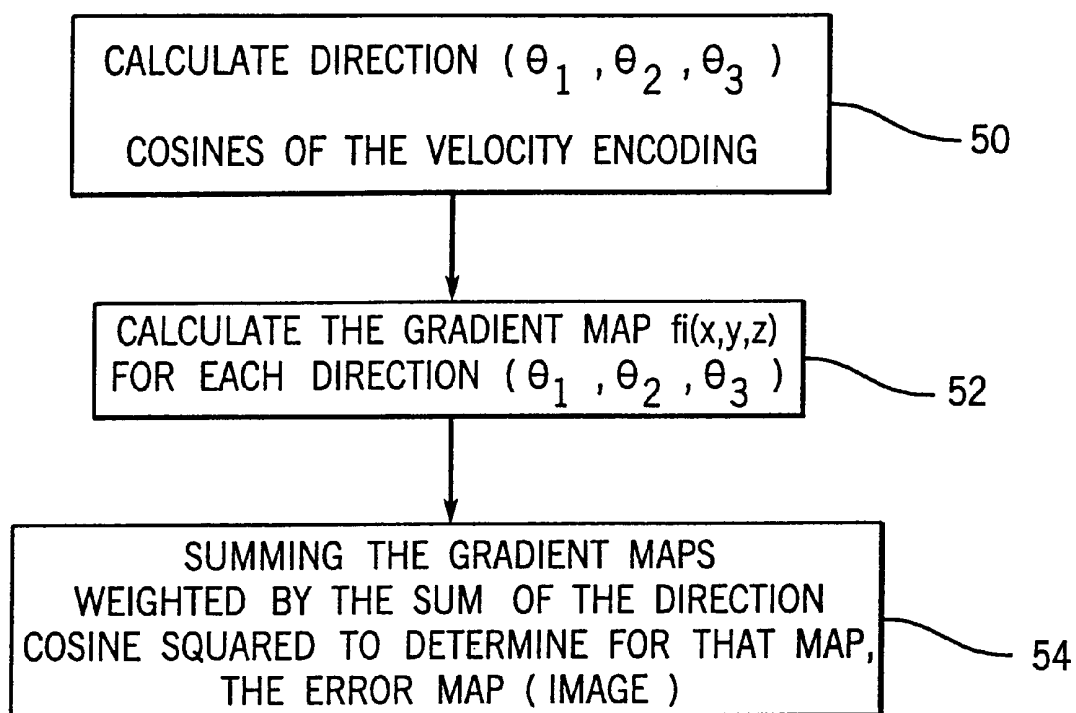 CALCULATE DIRECTION ( θ1 , θ2 , θ3 )
COSINES OF THE VELOCITY ENCODING
50
CALCULATE THE GRADIENT MAP fi(x,y,z)
FOR EACH DIRECTION ( θ1 , θ2 , θ3 )
52
SUMMING THE GRADIENT MAPS
WEIGHTED BY THE SUM OF THE DIRECTION
COSINE SQUARED TO DETERMINE FOR THAT MAP,
THE ERROR MAP ( IMAGE )
54